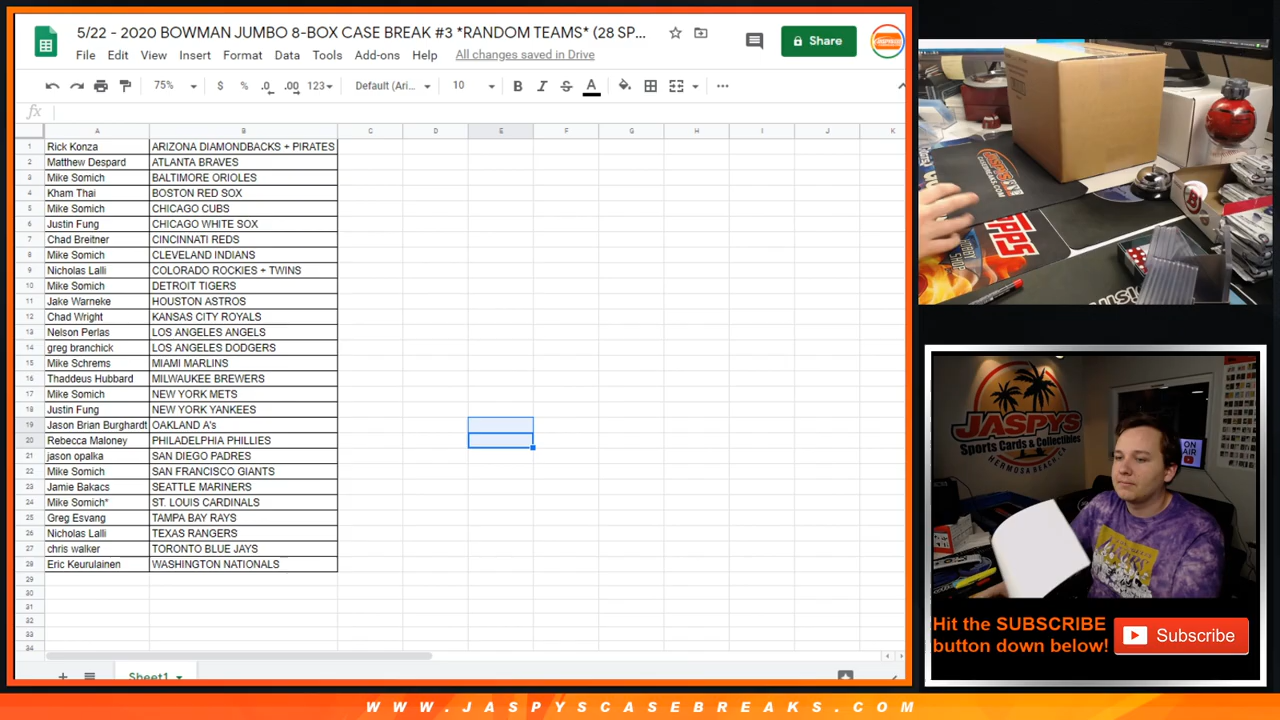 5/22 - 2020 BOWMAN JUMBO 8-BOX CASE BREAK #3 *RANDOM TEAMS* (28 SP...
Share
File Edit View Insert Format Data Tools Add-ons Help All changes saved in Drive
75% $ % .0 .00 123 Default (Ari... 10 B I S A
fx
A B C D E F G H I J K
1 Rick Konza ARIZONA DIAMONDBACKS + PIRATES
2 Matthew Despard ATLANTA BRAVES
3 Mike Somich BALTIMORE ORIOLES
4 Kham Thai BOSTON RED SOX
5 Mike Somich CHICAGO CUBS
6 Justin Fung CHICAGO WHITE SOX
7 Chad Breitner CINCINNATI REDS
8 Mike Somich CLEVELAND INDIANS
9 Nicholas Lalli COLORADO ROCKIES + TWINS
10 Mike Somich DETROIT TIGERS
11 Jake Warneke HOUSTON ASTROS
12 Chad Wright KANSAS CITY ROYALS
13 Nelson Perlas LOS ANGELES ANGELS
14 greg branchick LOS ANGELES DODGERS
15 Mike Schrems MIAMI MARLINS
16 Thaddeus Hubbard MILWAUKEE BREWERS
17 Mike Somich NEW YORK METS
18 Justin Fung NEW YORK YANKEES
19 Jason Brian Burghardt OAKLAND A's
20 Rebecca Maloney PHILADELPHIA PHILLIES
21 jason opalka SAN DIEGO PADRES
22 Mike Somich SAN FRANCISCO GIANTS
23 Jamie Bakacs SEATTLE MARINERS
24 Mike Somich* ST. LOUIS CARDINALS
25 Greg Esvang TAMPA BAY RAYS
26 Nicholas Lalli TEXAS RANGERS
27 chris walker TORONTO BLUE JAYS
28 Eric Keurulainen WASHINGTON NATIONALS
29
30
31
32
33
34
Sheet1
JASPYS
Sports Cards & Collectibles
HERMOSA BEACH, CA
ON AIR
Hit the SUBSCRIBE
button down below!
Subscribe
WWW.JASPYSCASEBREAKS.COM